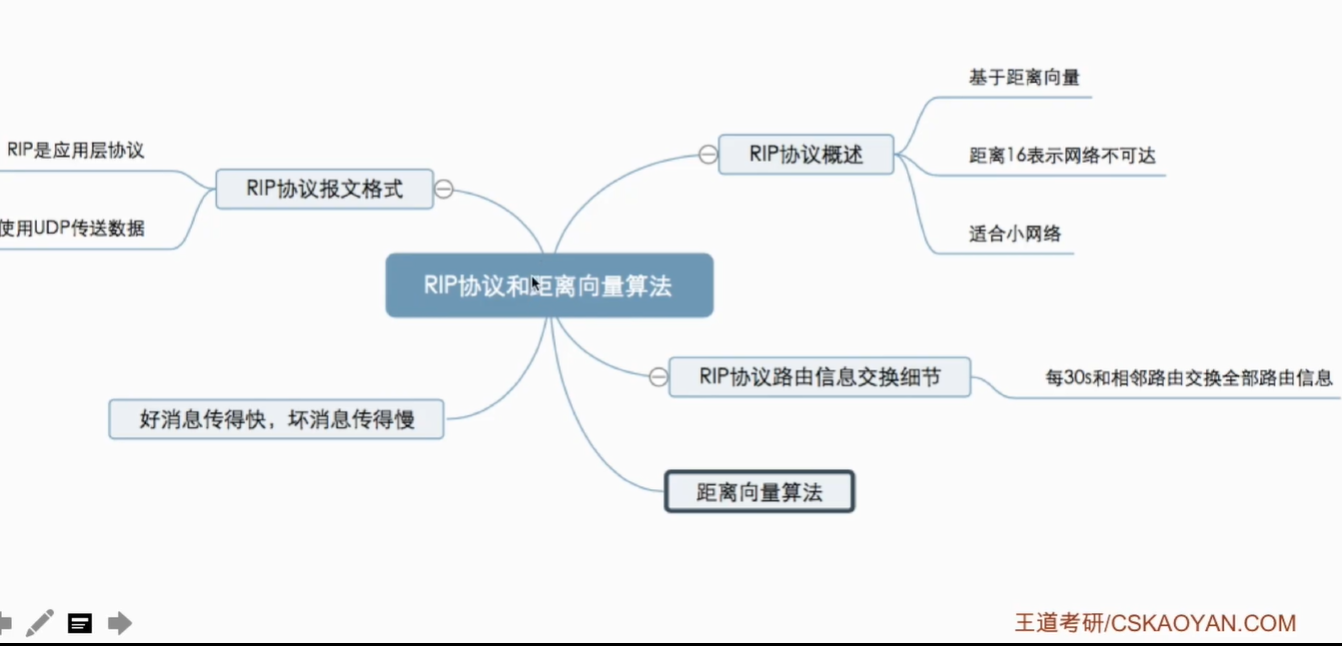 基于距离向量
RIP是应用层协议
RIP协议概述
距离16表示网络不可达
RIP协议报文格式
使用UDP传送数据
适合小网络
RIP协议和距离向量算法
RIP协议路由信息交换细节
每30s和相邻路由交换全部路由信息
好消息传得快，坏消息传得慢
距离向量算法
王道考研/CSKAOYAN.COM